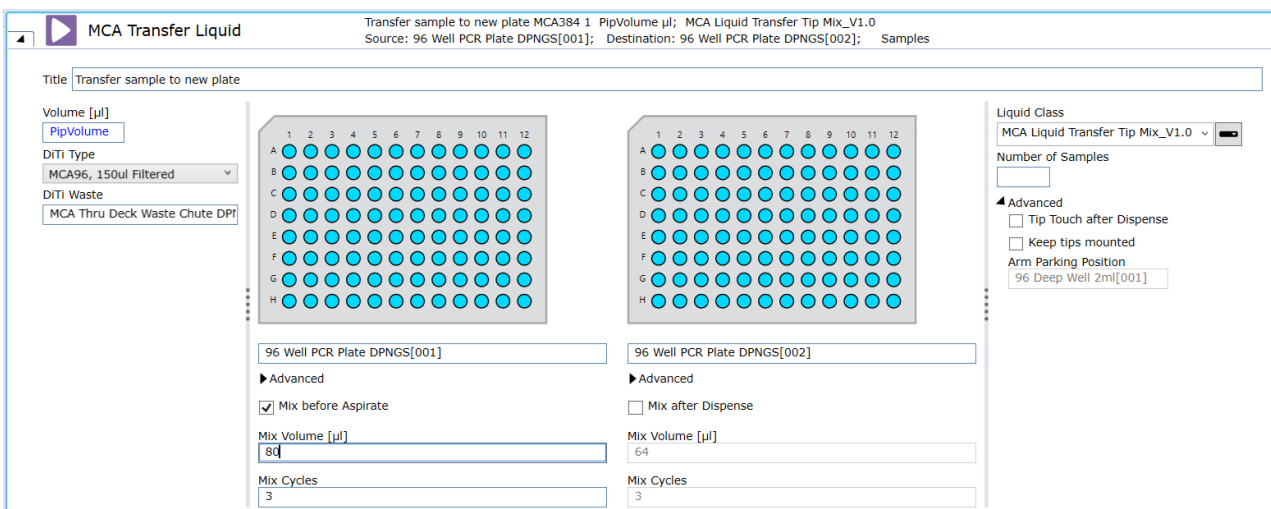 MCA Transfer Liquid
Transfer sample to new plate MCA384 1  PipVolume µl;  MCA Liquid Transfer Tip Mix_V1.0
Source: 96 Well PCR Plate DPNGS[001];  Destination: 96 Well PCR Plate DPNGS[002];    Samples
Title Transfer sample to new plate
Volume [µl]
PipVolume
DiTi Type
MCA96, 150ul Filtered
DiTi Waste
MCA Thru Deck Waste Chute DP
1 2 3 4 5 6 7 8 9 10 11 12
A
B
C
D
E
F
G
H
96 Well PCR Plate DPNGS[001]
Advanced
Mix before Aspirate
Mix Volume [µl]
80
Mix Cycles
3
1 2 3 4 5 6 7 8 9 10 11 12
A
B
C
D
E
F
G
H
96 Well PCR Plate DPNGS[002]
Advanced
Mix after Dispense
Mix Volume [µl]
64
Mix Cycles
3
Liquid Class
MCA Liquid Transfer Tip Mix_V1.0
Number of Samples
Advanced
Tip Touch after Dispense
Keep tips mounted
Arm Parking Position
96 Deep Well 2ml[001]